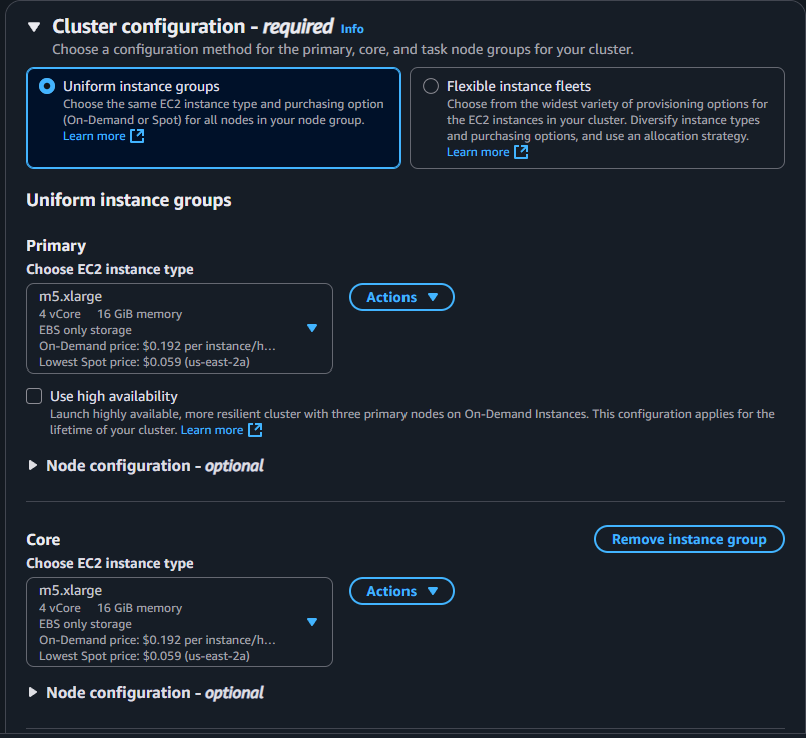 Cluster configuration - required Info
Choose a configuration method for the primary, core, and task node groups for your cluster.
Uniform instance groups
Choose the same EC2 instance type and purchasing option
(On-Demand or Spot) for all nodes in your node group.
Learn more
Flexible instance fleets
Choose from the widest variety of provisioning options for
the EC2 instances in your cluster. Diversify instance types
and purchasing options, and use an allocation strategy.
Learn more
Uniform instance groups
Primary
Choose EC2 instance type
m5.xlarge
4 vCore 16 GiB memory
EBS only storage
On-Demand price: $0.192 per instance/h...
Lowest Spot price: $0.059 (us-east-2a)
Actions
Use high availability
Launch highly available, more resilient cluster with three primary nodes on On-Demand Instances. This configuration applies for the
lifetime of your cluster. Learn more
Node configuration - optional
Core
Remove instance group
Choose EC2 instance type
m5.xlarge
4 vCore 16 GiB memory
EBS only storage
On-Demand price: $0.192 per instance/h...
Lowest Spot price: $0.059 (us-east-2a)
Actions
Node configuration - optional